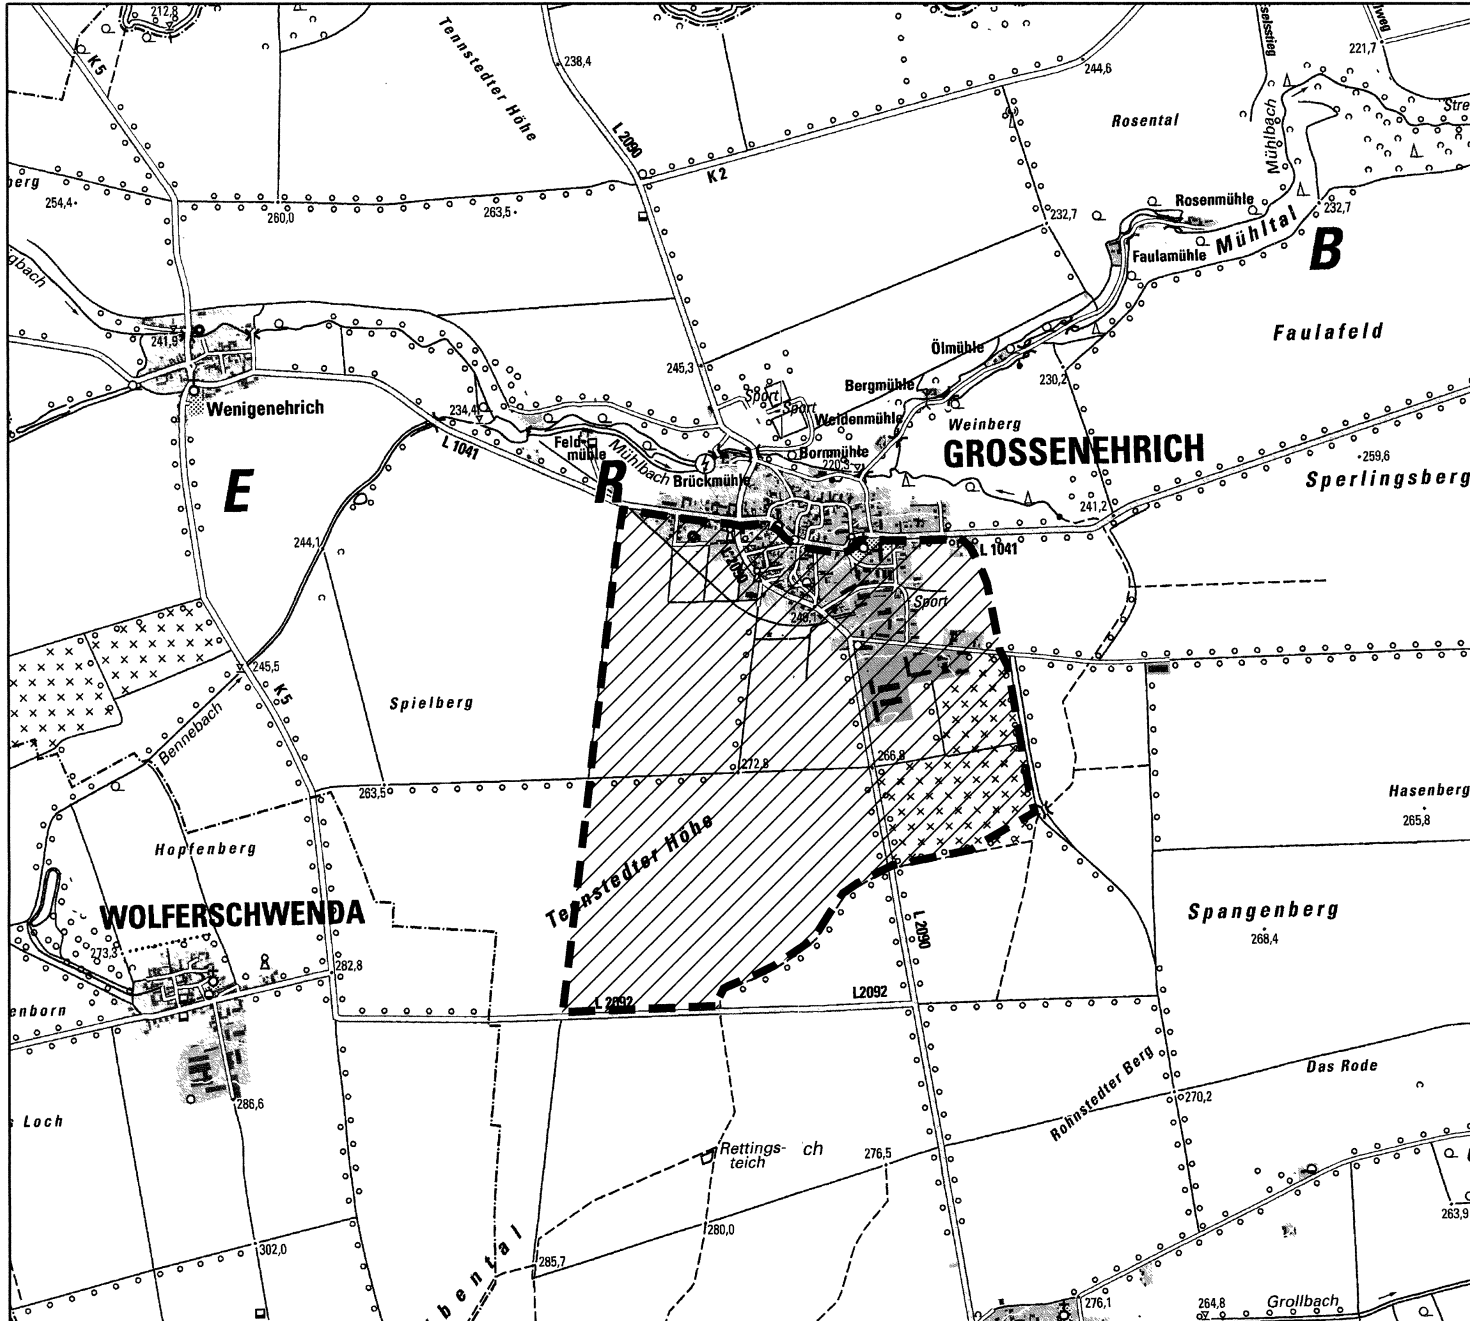 212,8
K5
Tennstedter Höhe
238,4
L 2090
K 2
244,6
Rosental
221,7
Mühlbach
254,4
260,0
263,5
232,7
Rosenmühle
Mühltal
232,7
Faulamühle
B
Faulafeld
241,9
Wenigenehrich
245,3
Ölmühle
230,2
Bergmühle
Sport
Sport
Weidenmühle
Weinberg
GROSSENEHRICH
234,4
L 1041
Feld-
mühle
Mühlbach
Brückmühle
Bornmühle
220,3
259,6
Sperlingsberg
E
R
241,2
L 1041
244,1
L 2090
Sport
248,1
245,5
K5
Bennebach
Spielberg
263,5
272,8
266,8
Hasenberg
265,8
Hopfenberg
Tennstedter Höhe
WOLFERSCHWENDA
273,3
282,8
L 2090
Spangenberg
268,4
L 2092
L2092
enborn
286,6
Loch
Rohnstedter Berg
Das Rode
270,2
Rettings-
teich
ch
276,5
280,0
285,7
302,0
bental
263,9
276,1
264,8
Grollbach